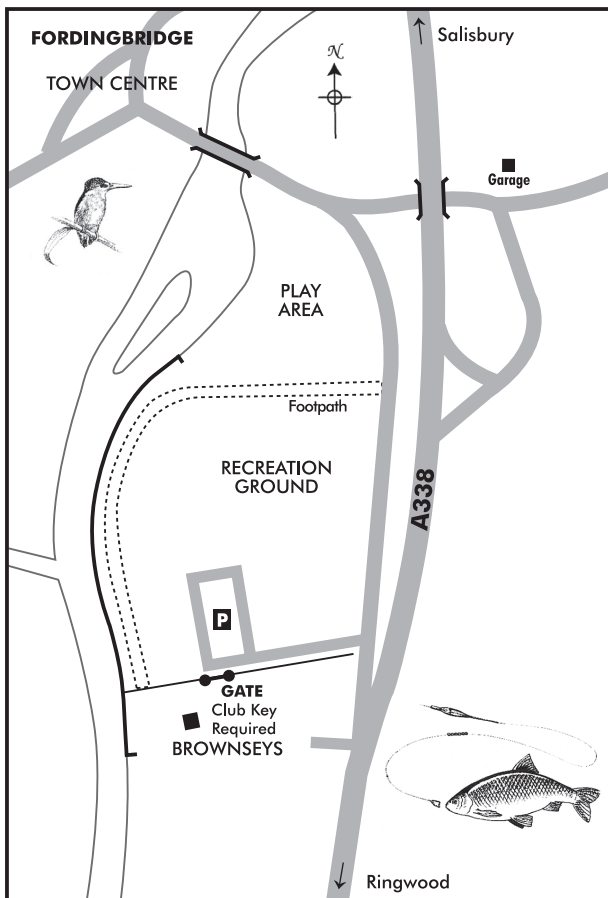 FORDINGBRIDGE
TOWN CENTRE
N
Salisbury
Garage
PLAY
AREA
Footpath
RECREATION
GROUND
A338
P
GATE
Club Key
Required
BROWNSEYS
Ringwood